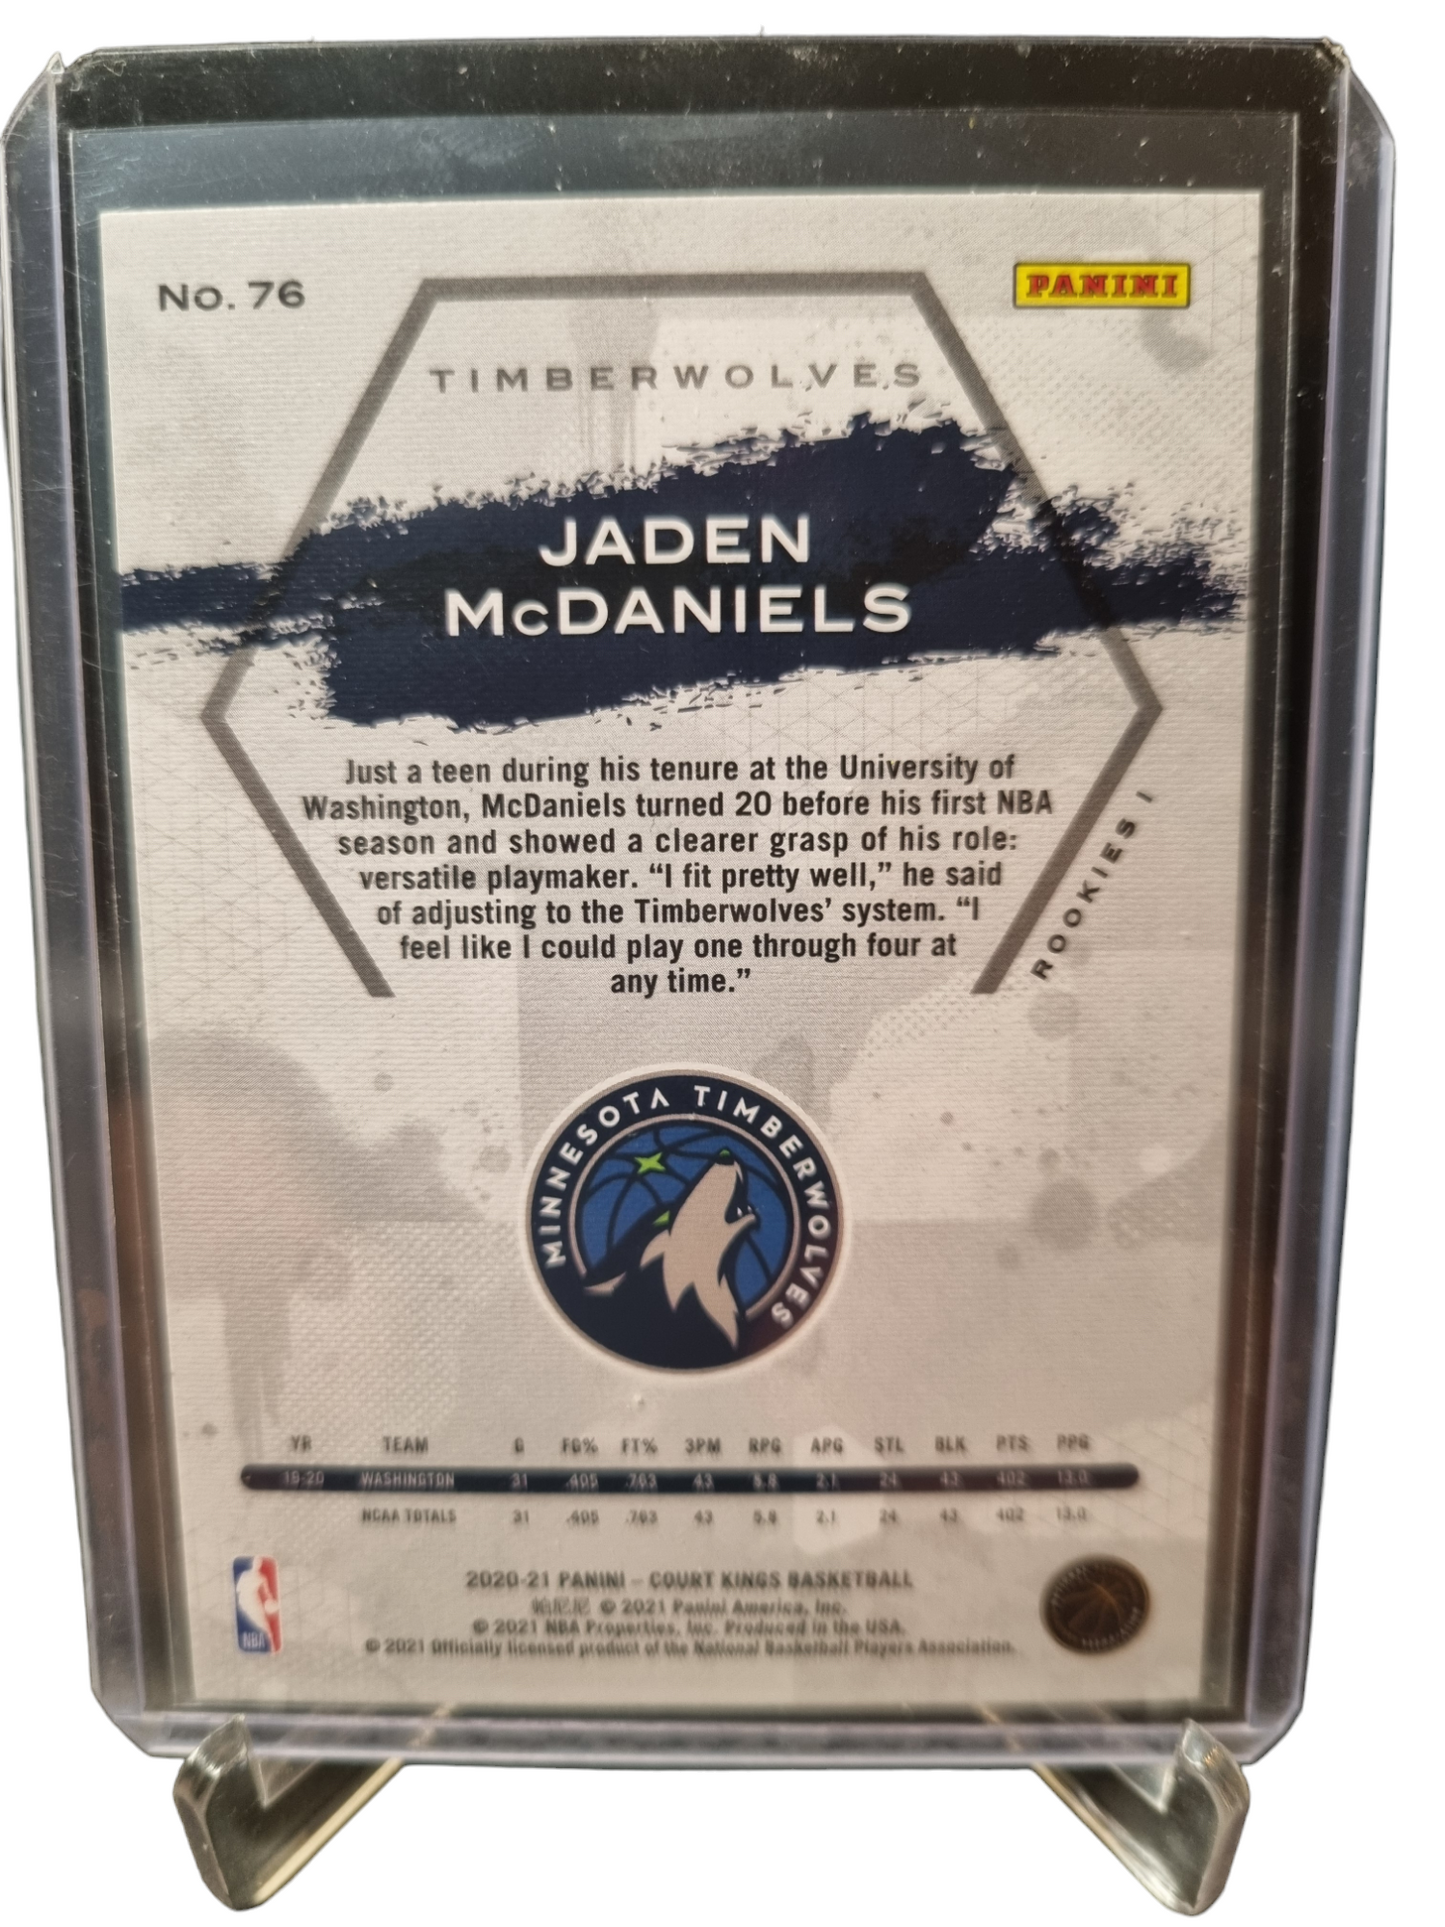 No. 76
PANINI
TIMBERWOLVES
JADEN
McDANIELS
Just a teen during his tenure at the University of
Washington, McDaniels turned 20 before his first NBA
season and showed a clearer grasp of his role:
versatile playmaker. “I fit pretty well,” he said
of adjusting to the Timberwolves’ system. “I
feel like I could play one through four at
any time.”
ROOKIES I
MINNESOTA TIMBERWOLVES
YR TEAM G FG% FT% 3PM RPG APG STL BLK PTS PPG
19-20 WASHINGTON 31 .405 .763 43 5.8 2.1 24 43 402 13.0
NCAA TOTALS 31 .405 .763 43 5.8 2.1 24 43 402 13.0
2020-21 PANINI – COURT KINGS BASKETBALL
© 2021 Panini America, Inc.
© 2021 NBA Properties, Inc. Produced in the USA.
© 2021 Officially licensed product of the National Basketball Players Association.
NBA